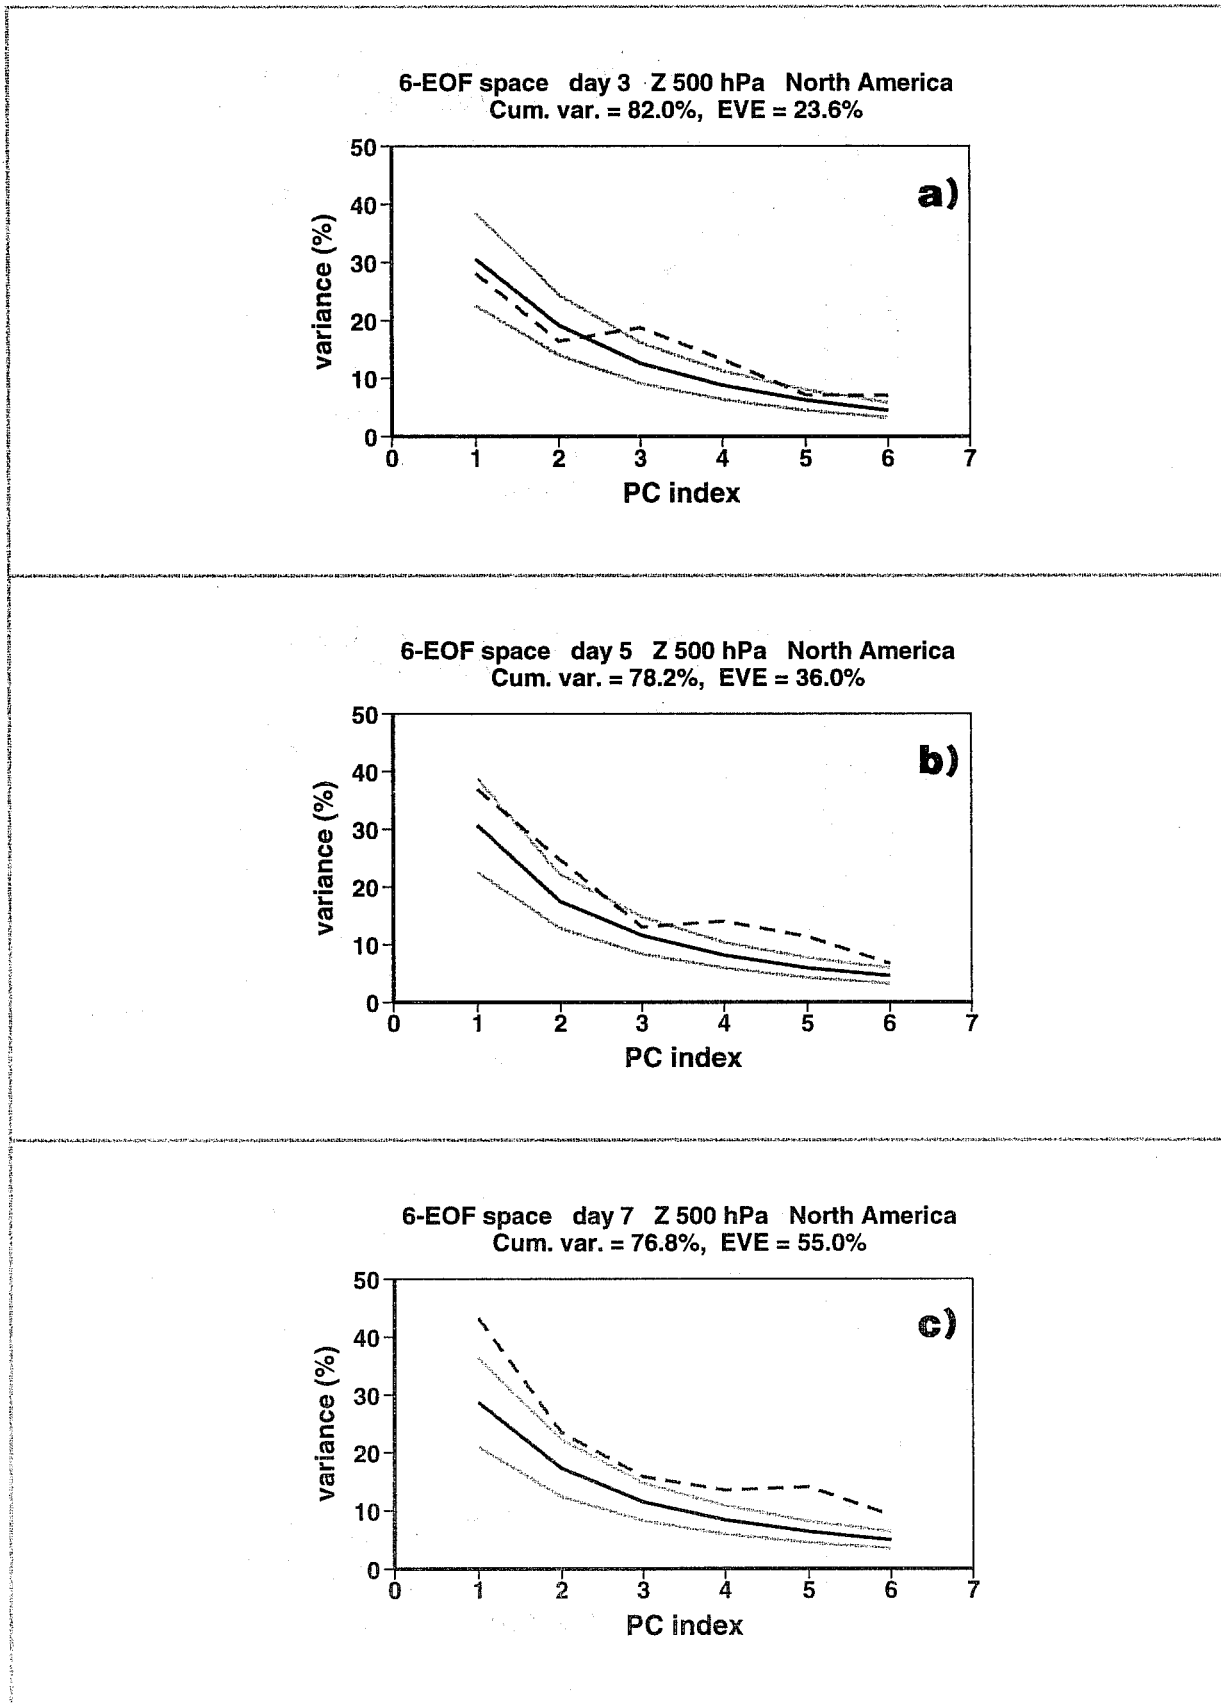 6-EOF space day 3 Z 500 hPa North America
Cum. var. = 82.0%, EVE = 23.6%
a)
50
40
30
20
10
0
variance (%)
0 1 2 3 4 5 6 7
PC index
6-EOF space day 5 Z 500 hPa North America
Cum. var. = 78.2%, EVE = 36.0%
b)
50
40
30
20
10
0
variance (%)
0 1 2 3 4 5 6 7
PC index
6-EOF space day 7 Z 500 hPa North America
Cum. var. = 76.8%, EVE = 55.0%
c)
50
40
30
20
10
0
variance (%)
0 1 2 3 4 5 6 7
PC index